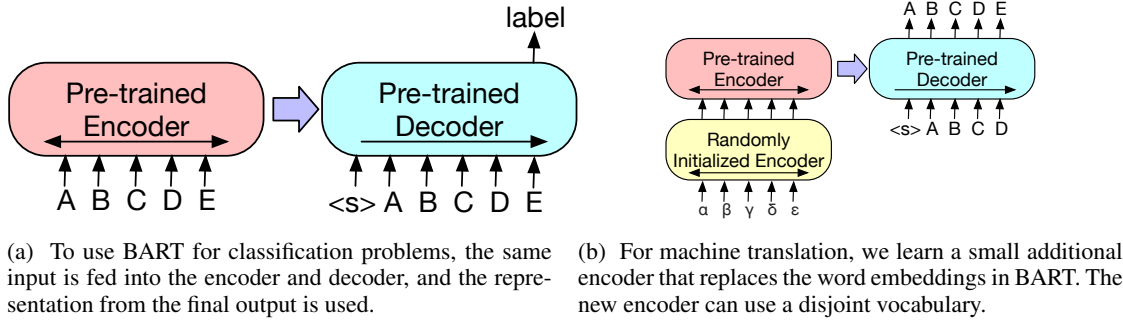 label
Pre-trained
Encoder
Pre-trained
Decoder
A B C D E
<s> A B C D E
(a) To use BART for classification problems, the same
input is fed into the encoder and decoder, and the repre-
sentation from the final output is used.
A B C D E
Pre-trained
Encoder
Pre-trained
Decoder
<s> A B C D
Randomly
Initialized Encoder
α β γ δ ε
(b) For machine translation, we learn a small additional
encoder that replaces the word embeddings in BART. The
new encoder can use a disjoint vocabulary.